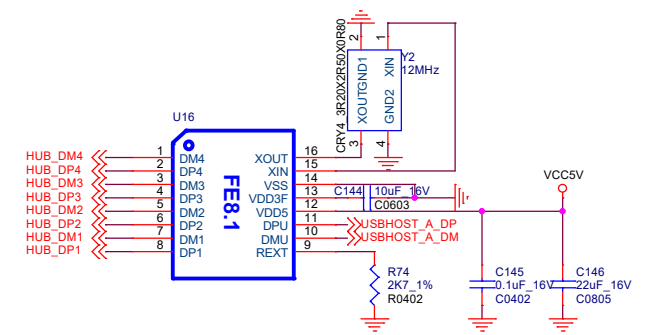 U16
FE8.1
HUB_DM4 1 DM4
HUB_DP4 2 DP4
HUB_DM3 3 DM3
HUB_DP3 4 DP3
HUB_DM2 5 DM2
HUB_DP2 6 DP2
HUB_DM1 7 DM1
HUB_DP1 8 DP1
XOUT 16
XIN 15
VSS 14
VDD3F 13
VDD5 12
DPU 11 USBHOST_A_DP
DMU 10 USBHOST_A_DM
REXT 9
CRY4_3R20X2R50X0R80
2
1
XOUT GND1
GND2 XIN
3
4
Y2
12MHz
C144 10uF_16V
C0603
R74
2K7_1%
R0402
VCC5V
C145
0.1uF_16V
C0402
C146
22uF_16V
C0805